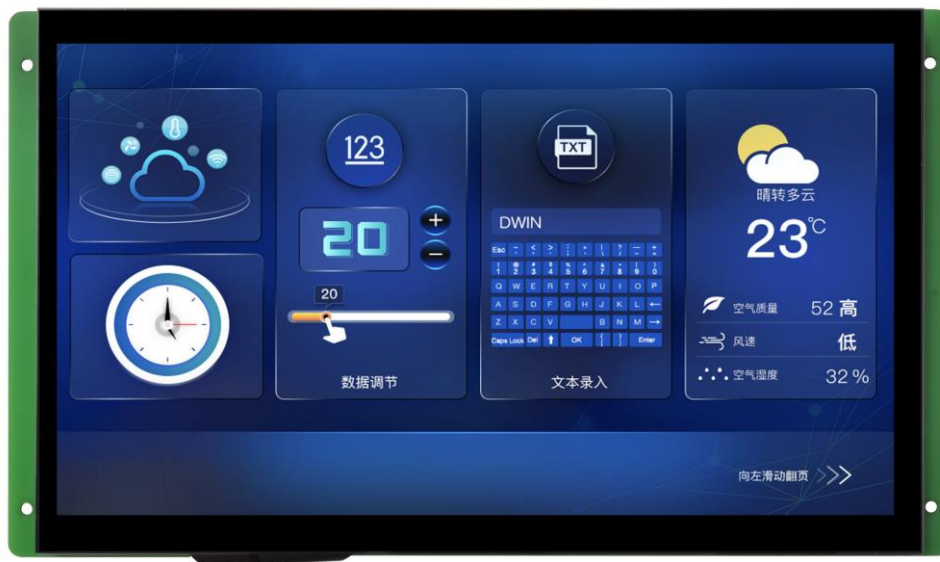 123
20
+
−
20
数据调节
TXT
DWIN
Q W E R T Y U I O P
A S D F G H J K L ←
Z X C V B N M →
Caps Lock Del OK Enter
文本录入
晴转多云
23℃
空气质量 52 高
风速 低
空气湿度 32 %
向左滑动翻页 >>>